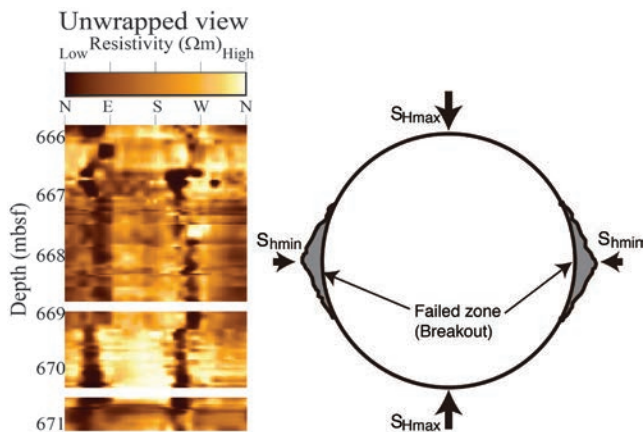 Unwrapped view
Resistivity (Ωm)
Low High
N E S W N
Depth (mbsf)
666
667
668
669
670
671
SHmax
Shmin
Shmin
Failed zone
(Breakout)
SHmax